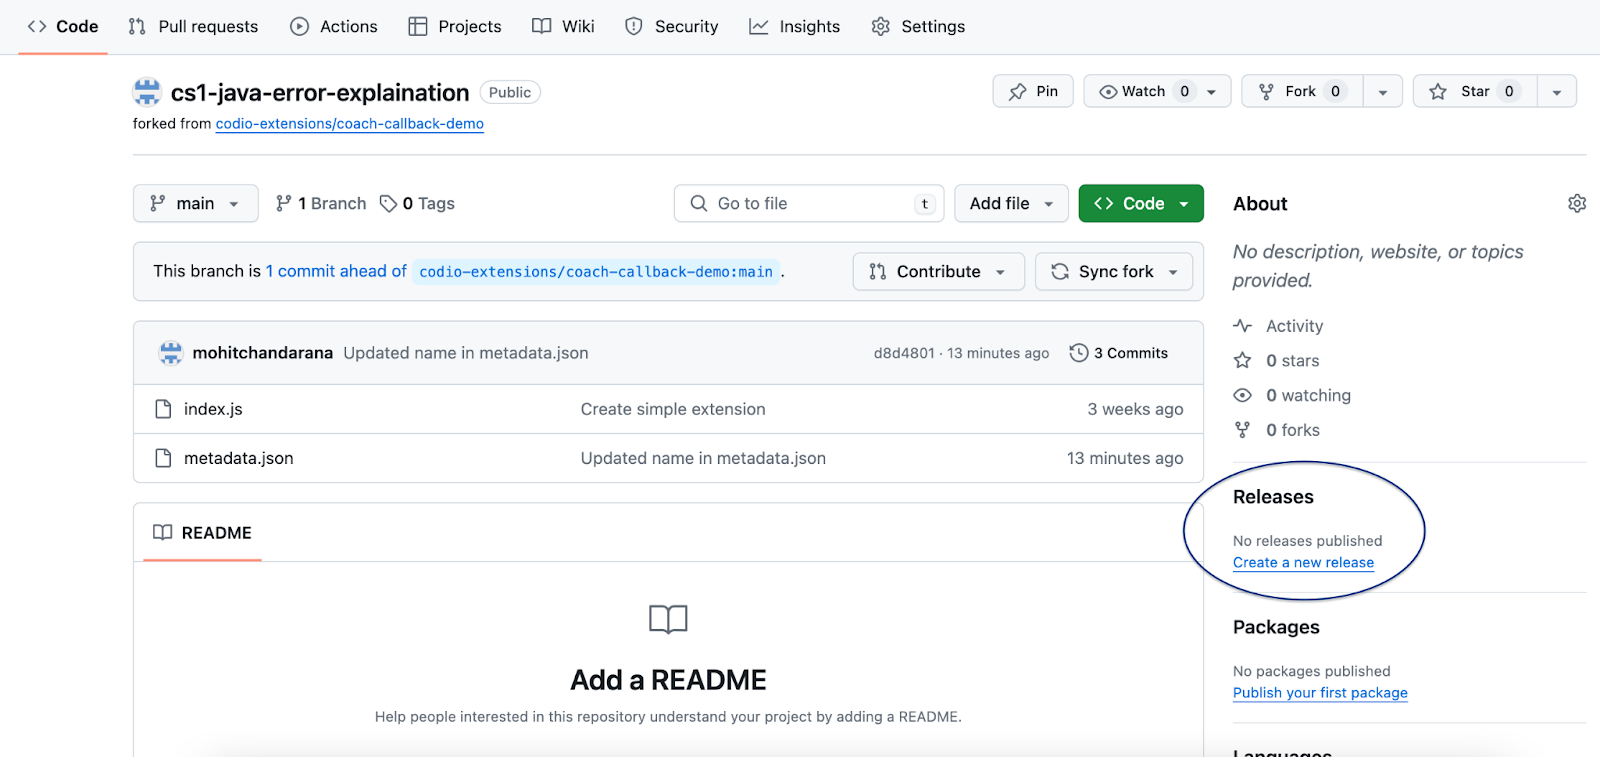 Code Pull requests Actions Projects Wiki Security Insights Settings
cs1-java-error-explaination Public Pin Watch 0 Fork 0 Star 0
forked from codio-extensions/coach-callback-demo
main 1 Branch 0 Tags Go to file t Add file Code
This branch is 1 commit ahead of codio-extensions/coach-callback-demo:main . Contribute Sync fork
mohitchandarana Updated name in metadata.json d8d4801 · 13 minutes ago 3 Commits
index.js Create simple extension 3 weeks ago
metadata.json Updated name in metadata.json 13 minutes ago
README
Add a README
Help people interested in this repository understand your project by adding a README.
About
No description, website, or topics
provided.
Activity
0 stars
0 watching
0 forks
Releases
No releases published
Create a new release
Packages
No packages published
Publish your first package
Languages